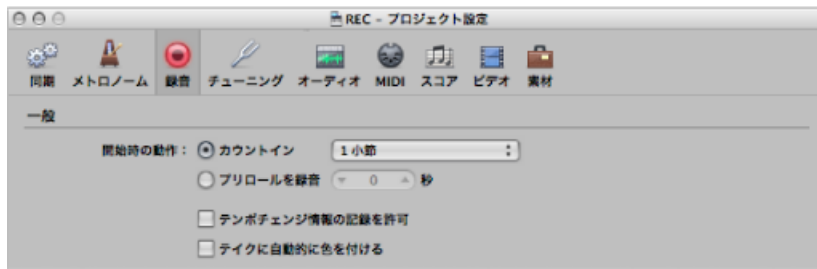 REC - プロジェクト設定
同期 メトロノーム 録音 チューニング オーディオ MIDI スコア ビデオ 素材
一般
開始時の動作： カウントイン 1 小節
プリロールを録音 0 秒
テンポチェンジ情報の記録を許可
テイクに自動的に色を付ける